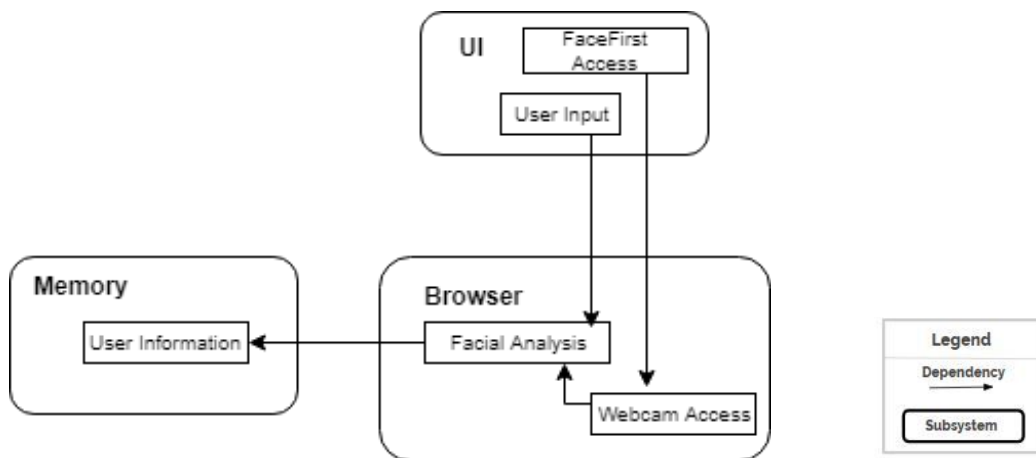 UI
FaceFirst
Access
User Input
Memory
User Information
Browser
Facial Analysis
Webcam Access
Legend
Dependency
Subsystem